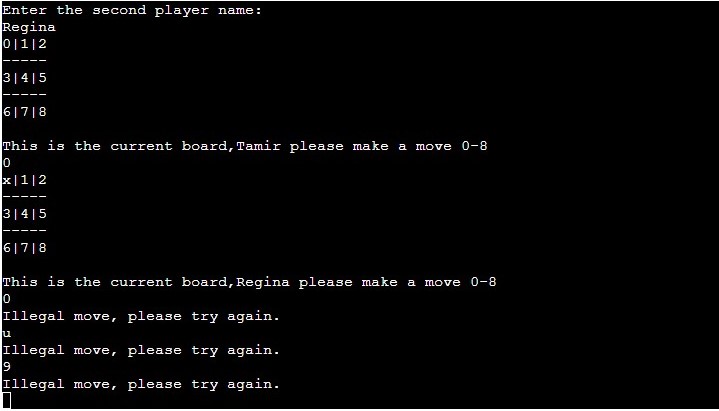 Enter the second player name:
Regina
0|1|2
-----
3|4|5
-----
6|7|8
This is the current board,Tamir please make a move 0-8
0
x|1|2
-----
3|4|5
-----
6|7|8
This is the current board,Regina please make a move 0-8
0
Illegal move, please try again.
u
Illegal move, please try again.
9
Illegal move, please try again.